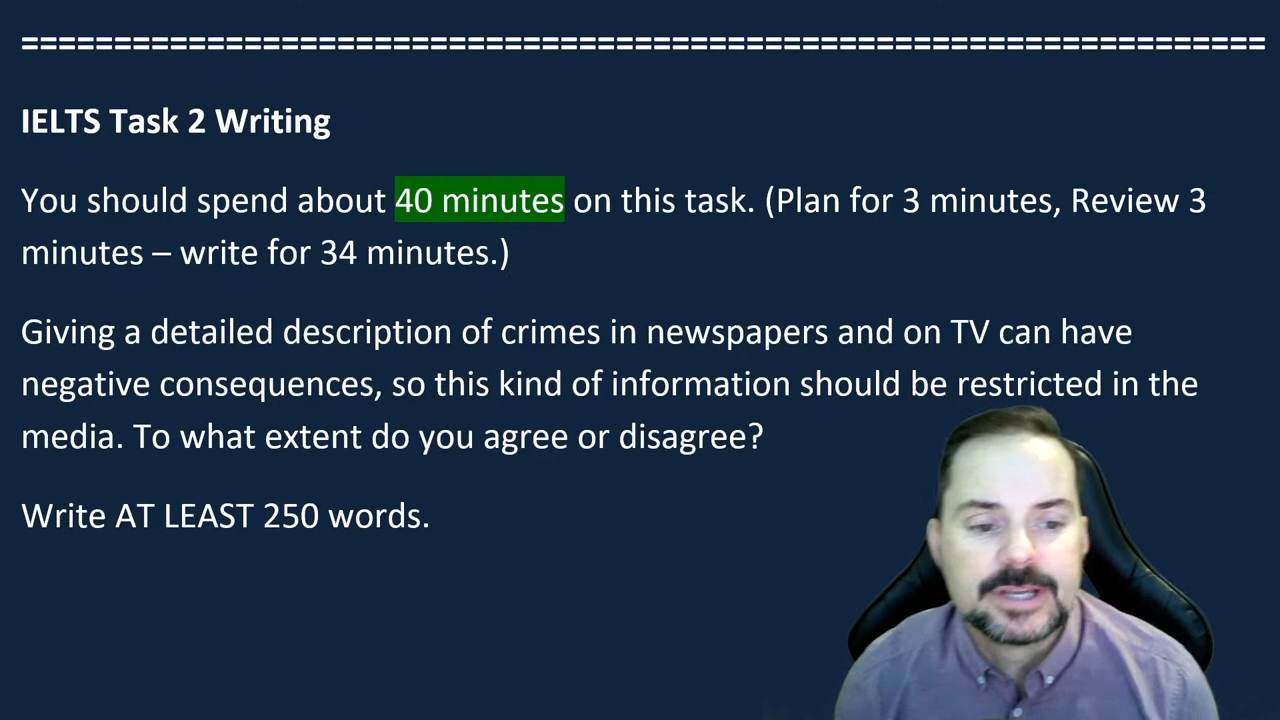 ==================================================================
IELTS Task 2 Writing
You should spend about 40 minutes on this task. (Plan for 3 minutes, Review 3
minutes – write for 34 minutes.)
Giving a detailed description of crimes in newspapers and on TV can have
negative consequences, so this kind of information should be restricted in the
media. To what extent do you agree or disagree?
Write AT LEAST 250 words.